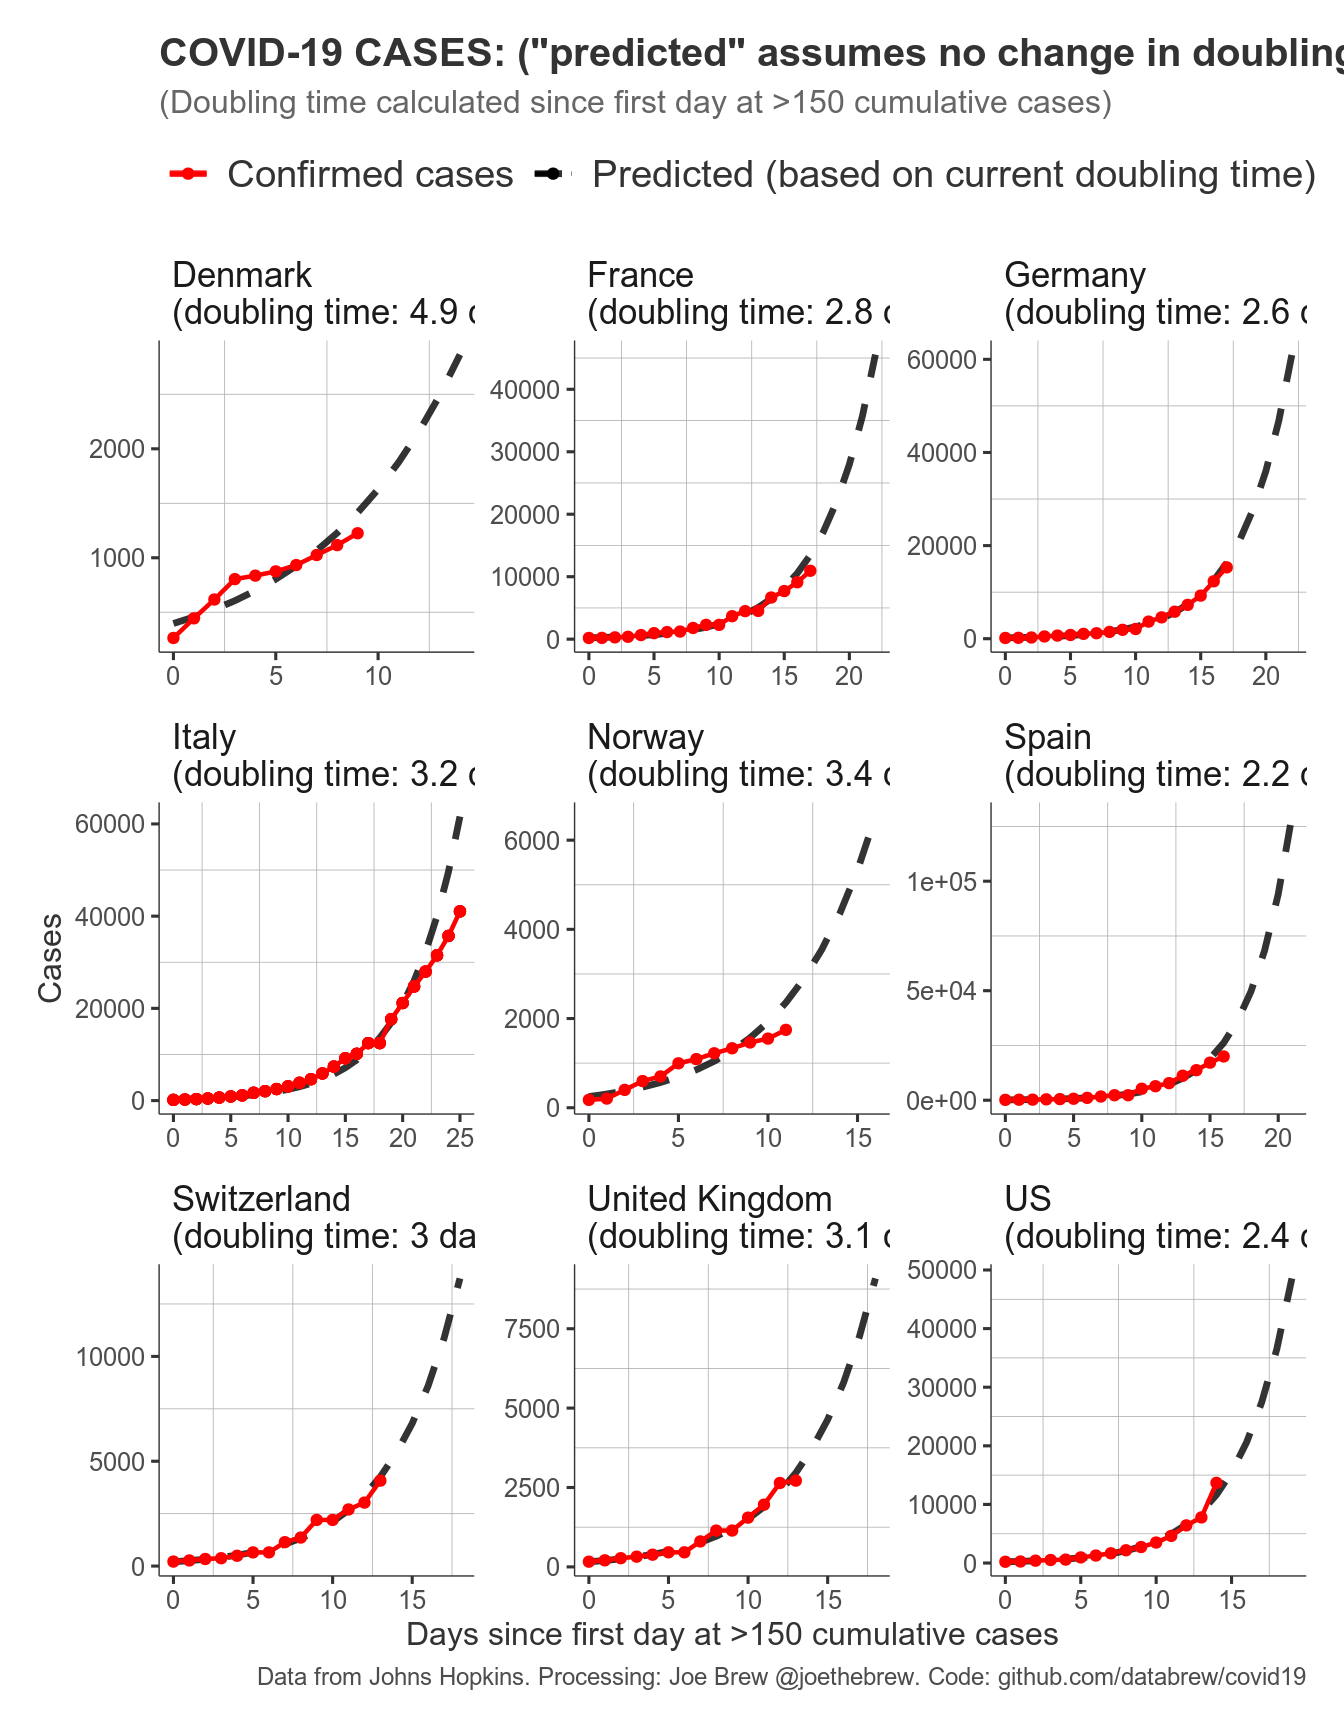 COVID-19 CASES: ("predicted" assumes no change in doubling
(Doubling time calculated since first day at >150 cumulative cases)
Confirmed cases Predicted (based on current doubling time)
Denmark
(doubling time: 4.9
France
(doubling time: 2.8
Germany
(doubling time: 2.6
2000
1000
0 5 10
40000
30000
20000
10000
0
0 5 10 15 20
60000
40000
20000
0
0 5 10 15 20
Italy
(doubling time: 3.2
Norway
(doubling time: 3.4
Spain
(doubling time: 2.2
Cases
60000
40000
20000
0
0 5 10 15 20 25
6000
4000
2000
0
0 5 10 15
1e+05
5e+04
0e+00
0 5 10 15 20
Switzerland
(doubling time: 3 da
United Kingdom
(doubling time: 3.1
US
(doubling time: 2.4
10000
5000
0
0 5 10 15
7500
5000
2500
0
0 5 10 15
50000
40000
30000
20000
10000
0
0 5 10 15
Days since first day at >150 cumulative cases
Data from Johns Hopkins. Processing: Joe Brew @joethebrew. Code: github.com/databrew/covid19